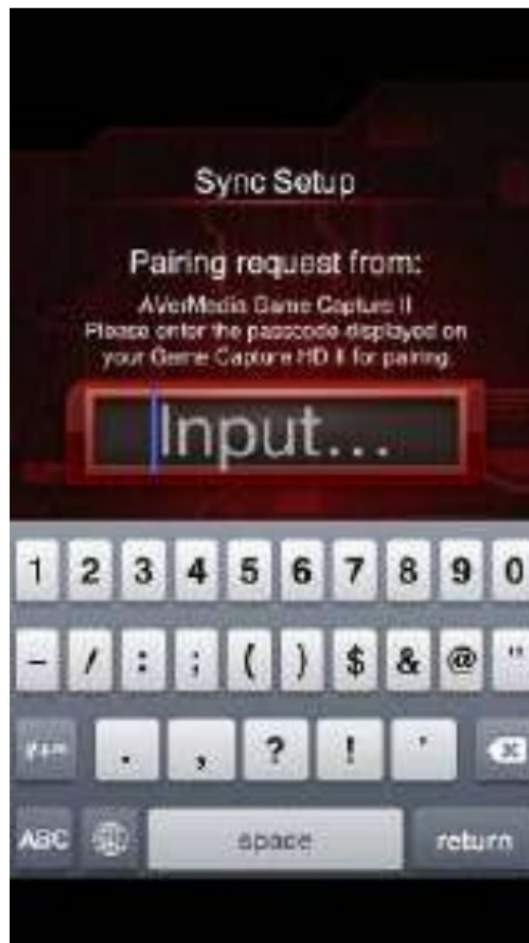 Sync Setup
Pairing request from:
AVerMedia Game Capture II
Please enter the passcode displayed on
your Game Capture HD II for pairing.
Input...
1 2 3 4 5 6 7 8 9 0
- / : ; ( ) $ & @ "
#+= . , ? ! '
ABC space return